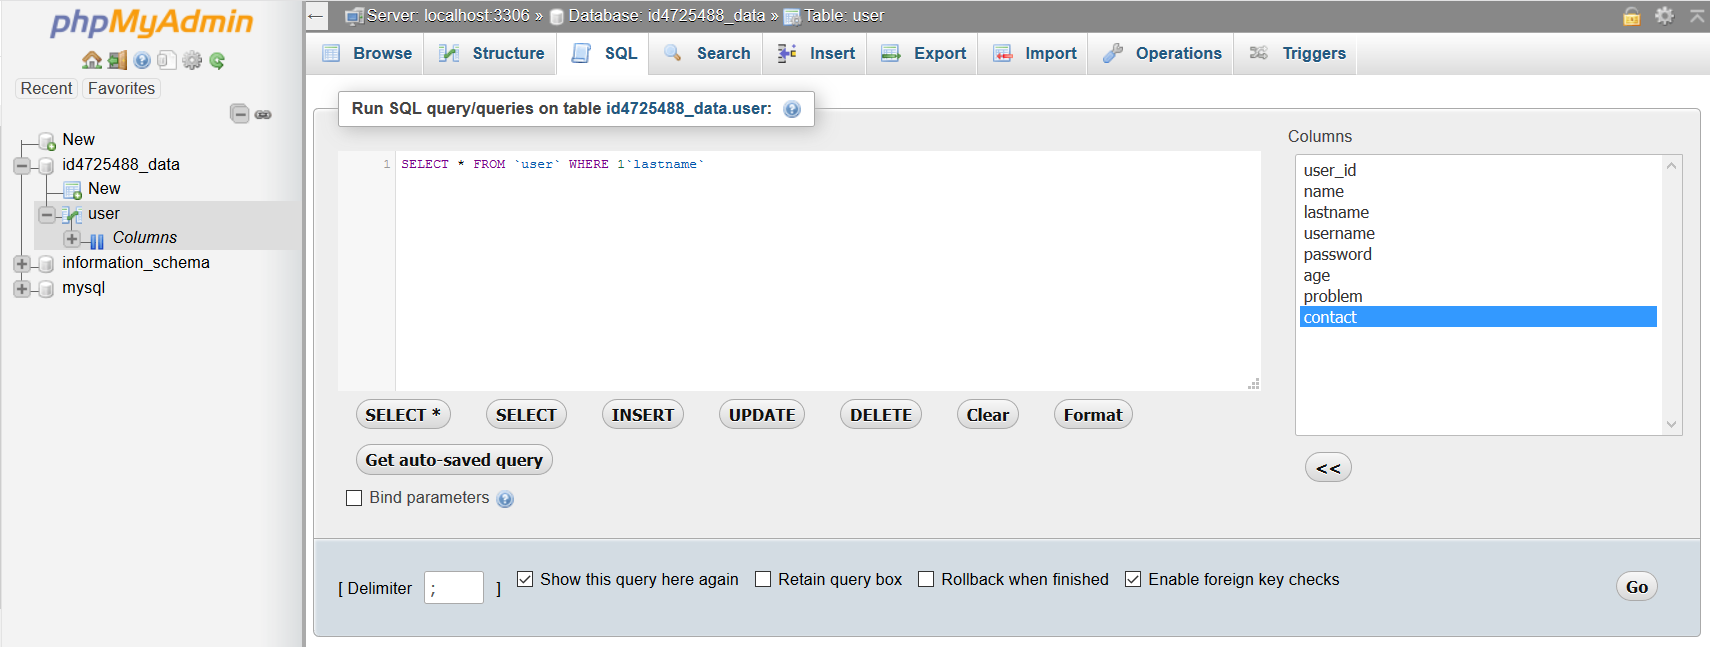 phpMyAdmin
Recent Favorites
New
id4725488_data
New
user
Columns
information_schema
mysql
← Server: localhost:3306 » Database: id4725488_data » Table: user
Browse Structure SQL Search Insert Export Import Operations Triggers
Run SQL query/queries on table id4725488_data.user:
1 SELECT * FROM `user` WHERE 1`lastname`
SELECT * SELECT INSERT UPDATE DELETE Clear Format
Get auto-saved query
Bind parameters
Columns
user_id
name
lastname
username
password
age
problem
contact
<<
[ Delimiter ; ] Show this query here again Retain query box Rollback when finished Enable foreign key checks
Go